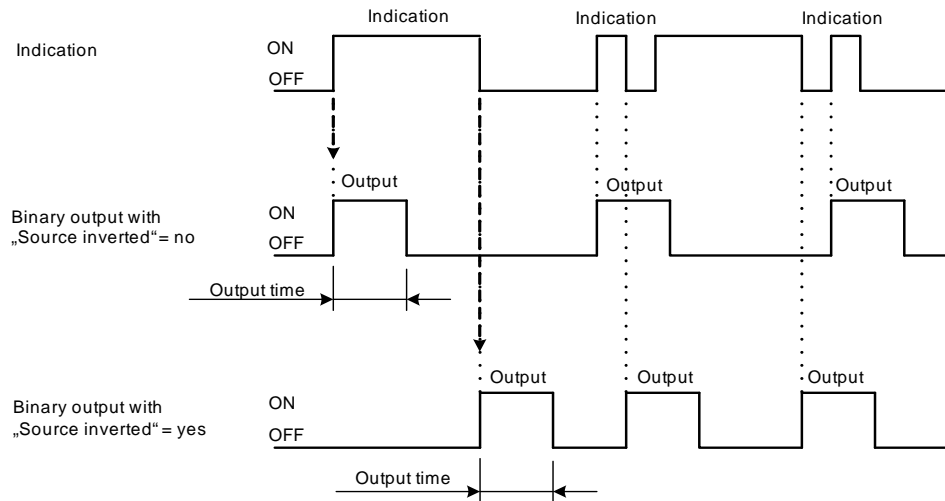 Indication Indication Indication
Indication
ON
OFF
Output Output Output
Binary output with
„Source inverted“ = no
ON
OFF
Output time
Output Output Output
Binary output with
„Source inverted“ = yes
ON
OFF
Output time